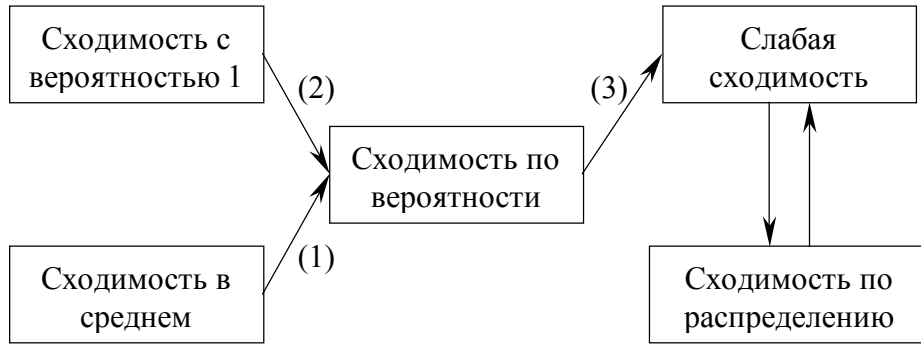 Сходимость с
вероятностью 1
(2)
Сходимость в
среднем
(1)
Сходимость по
вероятности
(3)
Слабая
сходимость
Сходимость по
распределению